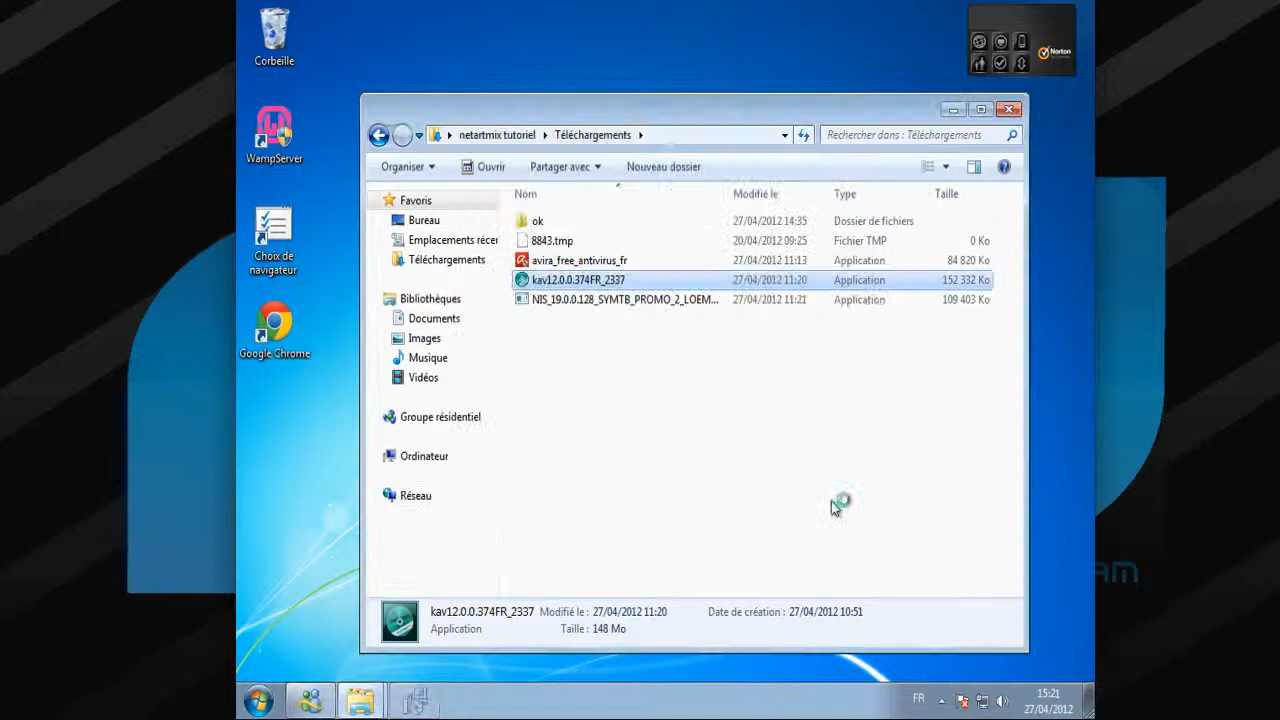 Corbeille
Norton
WampServer
Choix de navigateur
Google Chrome
netartmix tutoriel
Téléchargements
Rechercher dans : Téléchargements
Organiser
Ouvrir
Partager avec
Nouveau dossier
Nom Modifié le Type Taille
ok 27/04/2012 14:35 Dossier de fichiers
8843.tmp 20/04/2012 09:25 Fichier TMP 0 Ko
avira_free_antivirus_fr 27/04/2012 11:13 Application 84 820 Ko
kav12.0.0.374FR_2337 27/04/2012 11:20 Application 152 332 Ko
NIS_19.0.0.128_SYMTB_PROMO_2_LOEM... 27/04/2012 11:21 Application 109 403 Ko
Favoris
Bureau
Emplacements récer
Téléchargements
Bibliothèques
Documents
Images
Musique
Vidéos
Groupe résidentiel
Ordinateur
Réseau
kav12.0.0.374FR_2337 Modifié le : 27/04/2012 11:20 Date de création : 27/04/2012 10:51
Application Taille : 148 Mo
FR
15:21
27/04/2012